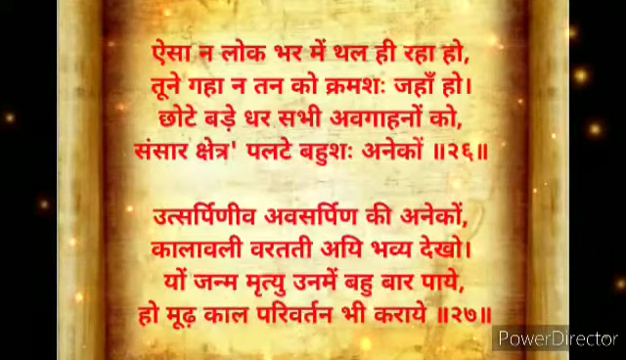 ऐसा न लोक भर में थल ही रहा हो,
तूने गहा न तन को क्रमशः जहाँ हो।
छोटे बड़े धर सभी अवगाहनों को,
संसार क्षेत्र' पलटे बहुशः अनेकों ॥२६॥
उत्सर्पिणीव अवसर्पिण की अनेकों,
कालावली वरतती अयि भव्य देखो।
यों जन्म मृत्यु उनमें बहु बार पाये,
हो मूढ़ काल परिवर्तन भी कराये ॥२७॥
PowerDirector